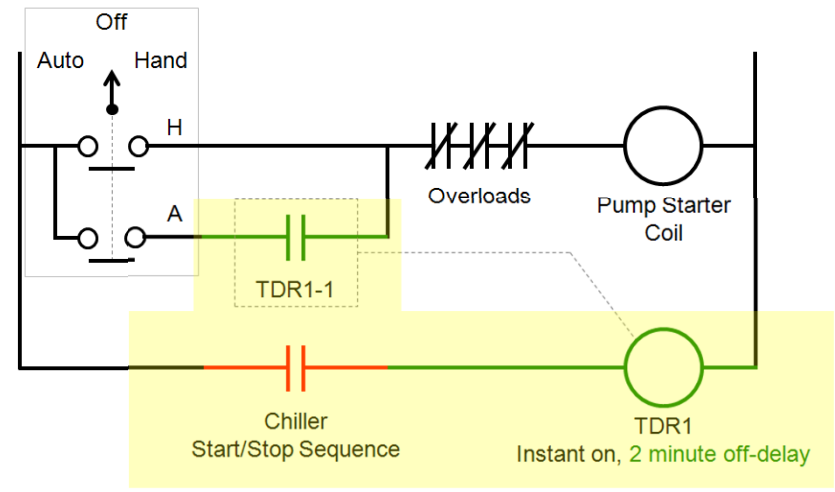 Off
Auto Hand
H
Overloads
Pump Starter
Coil
A
TDR1-1
Chiller
Start/Stop Sequence
TDR1
Instant on, 2 minute off-delay